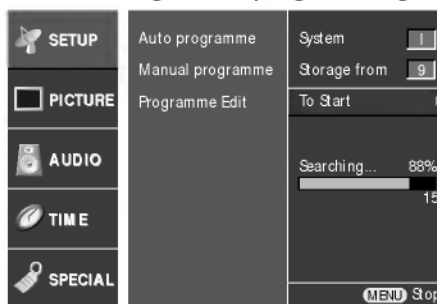 SETUP
PICTURE
AUDIO
TIME
SPECIAL
Auto programme
Manual programme
Programme Edit
System I
Storage from 9
To Start
Searching... 88%
15
MENU Stop